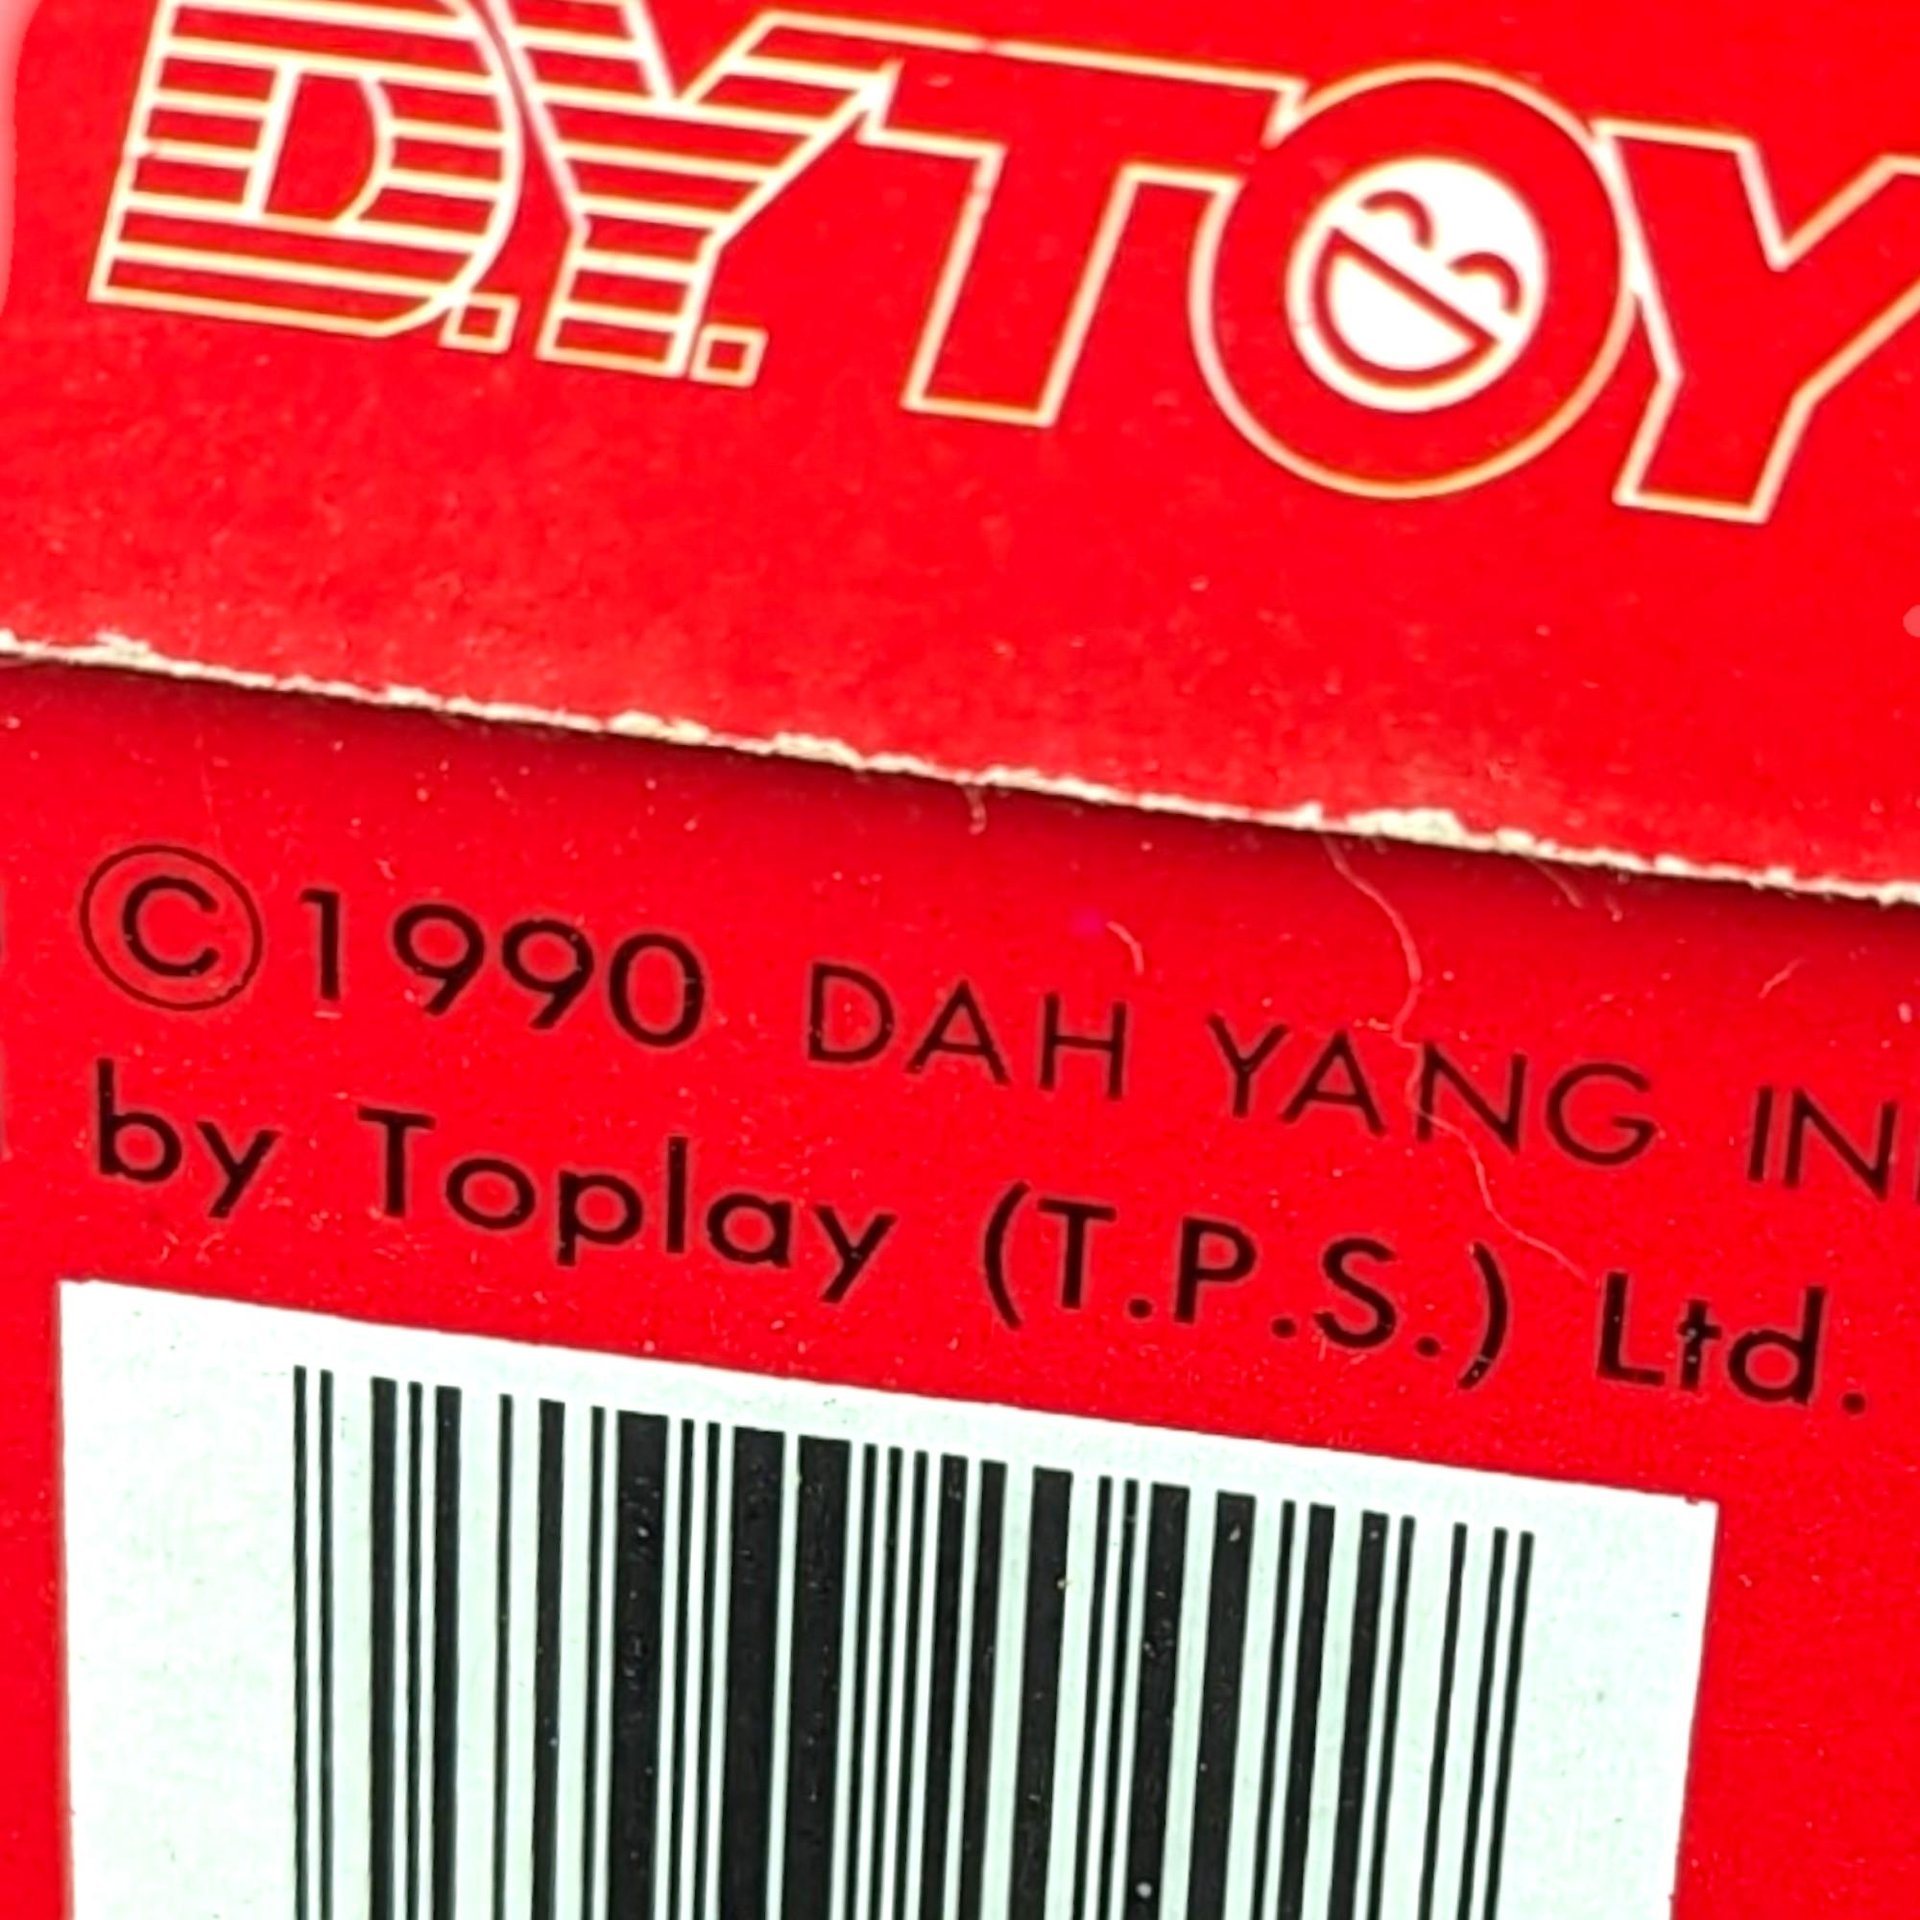 D.Y.TOY
©1990 DAH YANG
by Toplay (T.P.S.) Ltd.